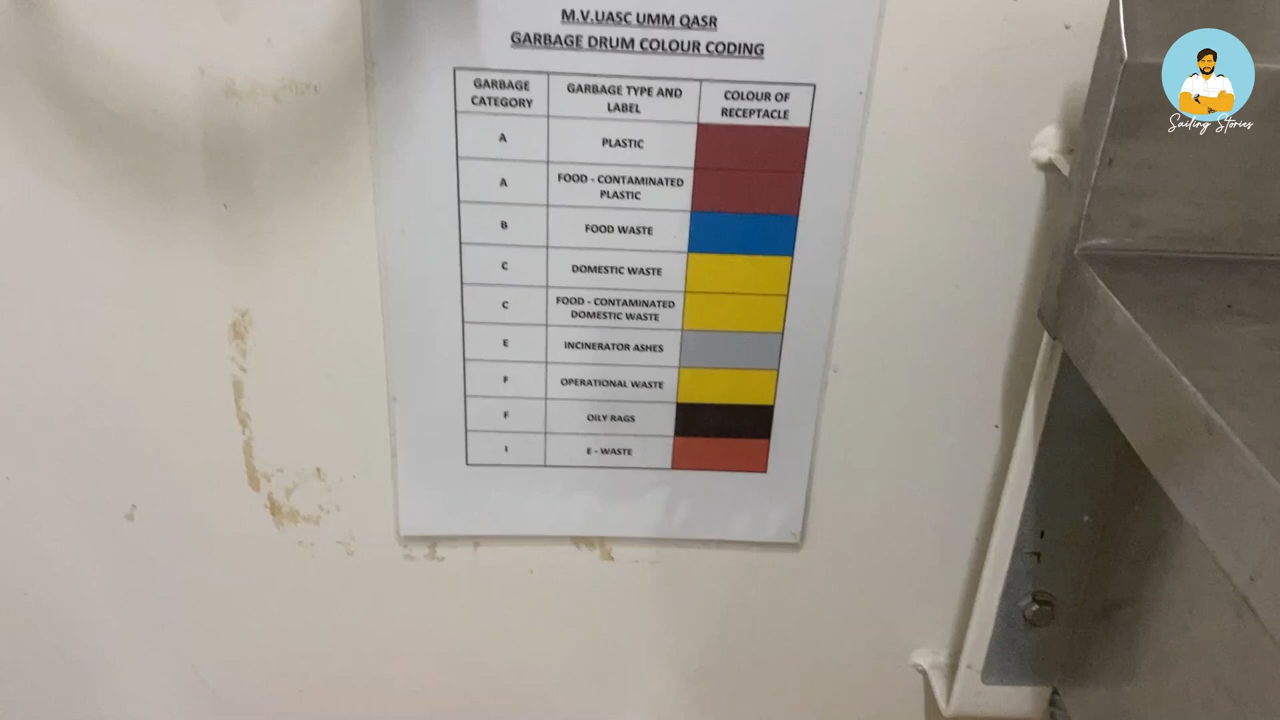 M.V.UASC UMM QASR
GARBAGE DRUM COLOUR CODING
GARBAGE CATEGORY
GARBAGE TYPE AND LABEL
COLOUR OF RECEPTACLE
A
PLASTIC
A
FOOD - CONTAMINATED PLASTIC
B
FOOD WASTE
C
DOMESTIC WASTE
C
FOOD - CONTAMINATED DOMESTIC WASTE
E
INCINERATOR ASHES
F
OPERATIONAL WASTE
F
OILY RAGS
I
E - WASTE
Sailing Stories